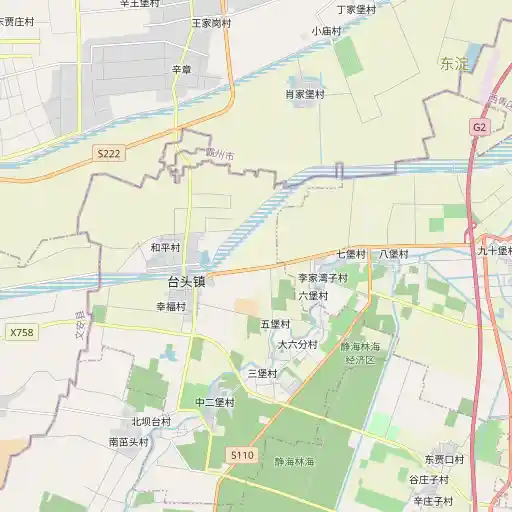 辛王堡村
丁家堡村
东贾庄村
王家岗村
小庙村
东淀
辛章
肖家堡村
G2
S222
霸州市
和平村
七堡村
八堡村
九十堡村
台头镇
李家湾子村
六堡村
幸福村
X758
文安县
五堡村
大六分村
静海林海
经济区
三堡村
中二堡村
北坝台村
南茁头村
S110
静海林海
东贾口村
谷庄子村
辛庄子村